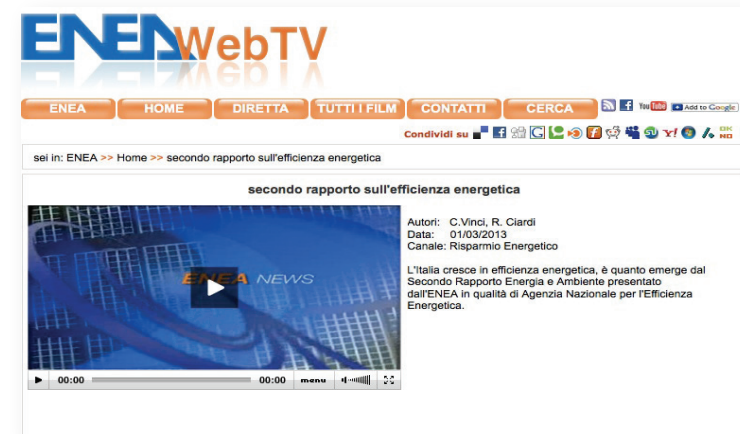 ENEA WebTV
ENEA HOME DIRETTA TUTTI I FILM CONTATTI CERCA You Tube Add to Google
Condividi su
sei in: ENEA >> Home >> secondo rapporto sull'efficienza energetica
secondo rapporto sull'efficienza energetica
ENEA NEWS
00:00 00:00 menu
Autori: C.Vinci, R. Ciardi
Data: 01/03/2013
Canale: Risparmio Energetico
L'Italia cresce in efficienza energetica, è quanto emerge dal
Secondo Rapporto Energia e Ambiente presentato
dall'ENEA in qualità di Agenzia Nazionale per l'Efficienza
Energetica.